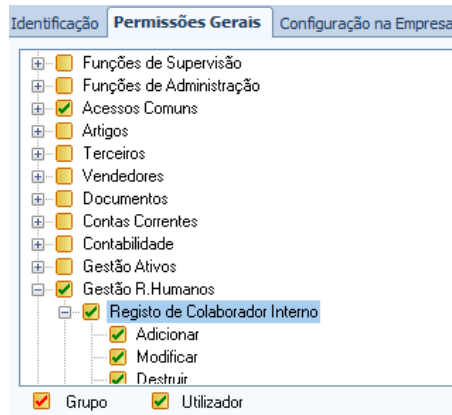 Identificação Permissões Gerais Configuração na Empresa
Funções de Supervisão
Funções de Administração
Acessos Comuns
Artigos
Terceiros
Vendedores
Documentos
Contas Correntes
Contabilidade
Gestão Ativos
Gestão R.Humanos
Registo de Colaborador Interno
Adicionar
Modificar
Destruir
Grupo Utilizador